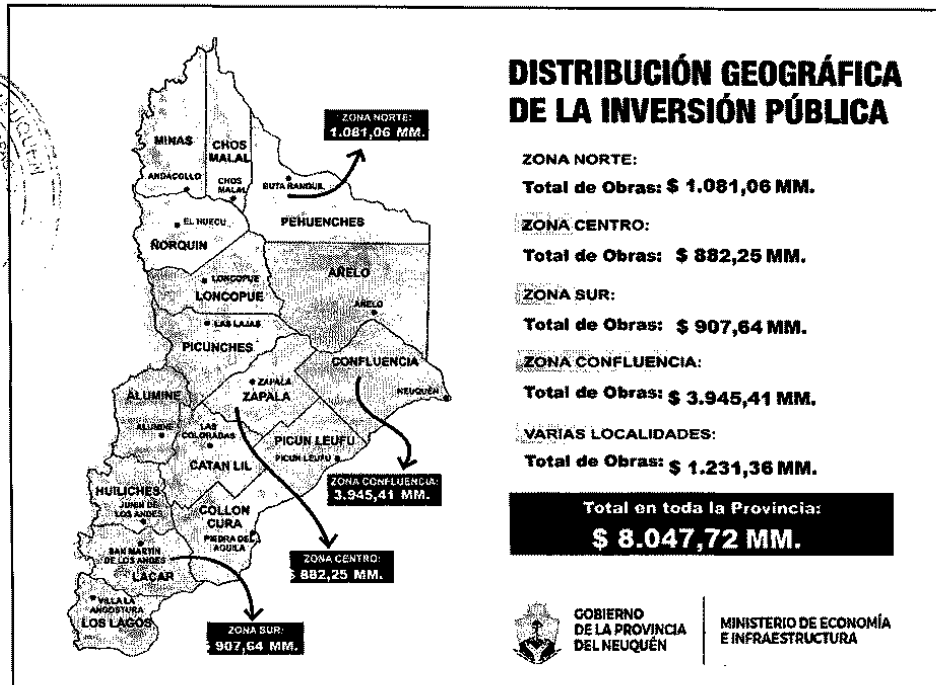 DISTRIBUCIÓN GEOGRÁFICA
DE LA INVERSIÓN PÚBLICA
ZONA NORTE:
Total de Obras: $ 1.081,06 MM.
ZONA CENTRO:
Total de Obras: $ 882,25 MM.
ZONA SUR:
Total de Obras: $ 907,64 MM.
ZONA CONFLUENCIA:
Total de Obras: $ 3.945,41 MM.
VARIAS LOCALIDADES:
Total de Obras: $ 1.231,36 MM.
Total en toda la Provincia:
$ 8.047,72 MM.
GOBIERNO
DE LA PROVINCIA
DEL NEUQUÉN
MINISTERIO DE ECONOMÍA
E INFRAESTRUCTURA
ZONA NORTE:
1.081,06 MM.
MINAS
CHOS
MALAL
ANDACOLLO
CHOS
MALAL
BUTA RANQUIL
PEHUENCHES
EL HUECU
ÑORQUIN
LONCOPUE
LONCOPUE
AÑELO
AÑELO
LAS LAJAS
PICUNCHES
CONFLUENCIA
NEUQUÉN
ZAPALA
ZAPALA
ALUMINE
ALUMINE
LAS
COLORADAS
CATAN LIL
PICUN LEUFU
PICUN LEUFU
ZONA CONFLUENCIA:
3.945,41 MM.
HUILICHES
JUNIN DE
LOS ANDES
COLLON
CURA
PIEDRA DEL
AQUILA
SAN MARTÍN
DE LOS ANDES
LACAR
ZONA CENTRO:
$ 882,25 MM.
VILLA LA
ANGOSTURA
LOS LAGOS
ZONA SUR:
$ 907,64 MM.